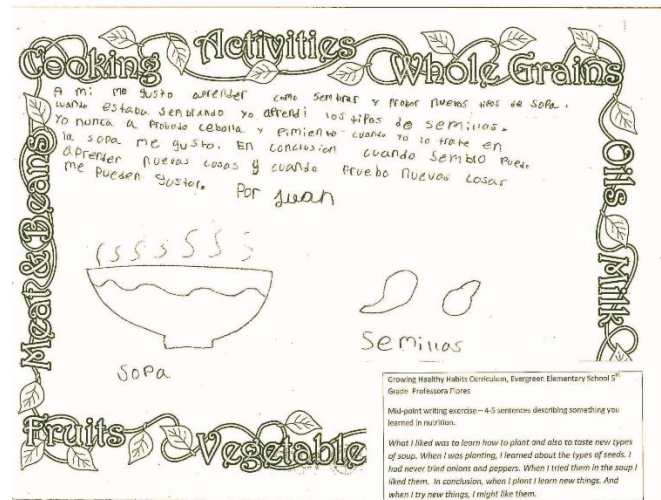 Cooking
Activities
Whole Grains
A mi me gusto aprender como sembrar y probar nuevas tipos de sopa.
cuando estaba sembrando yo aprendi los tipos de semillas.
Yo nunca a probado cebolla y Pimiento cuando yo lo trate en
la sopa me gusto. En conclusion cuando sembro Puedo
aprender nuevas cosas y cuando Pruebo nuevas cosas
me Pueden gustar.
Por Juan
Meat & Beans
Oils
Milk
sopa
Semillas
Growing Healthy Habits Curriculum, Evergreen Elementary School 5th
Grade Professora Flores
Mid-point writing exercise – 4-5 sentences describing something you
learned in nutrition.
What I liked was to learn how to plant and also to taste new types
of soup. When I was planting, I learned about the types of seeds. I
had never tried onions and peppers. When I tried them in the soup I
liked them. In conclusion, when I plant I learn new things. And
when I try new things, I might like them.
Fruits
Vegetable